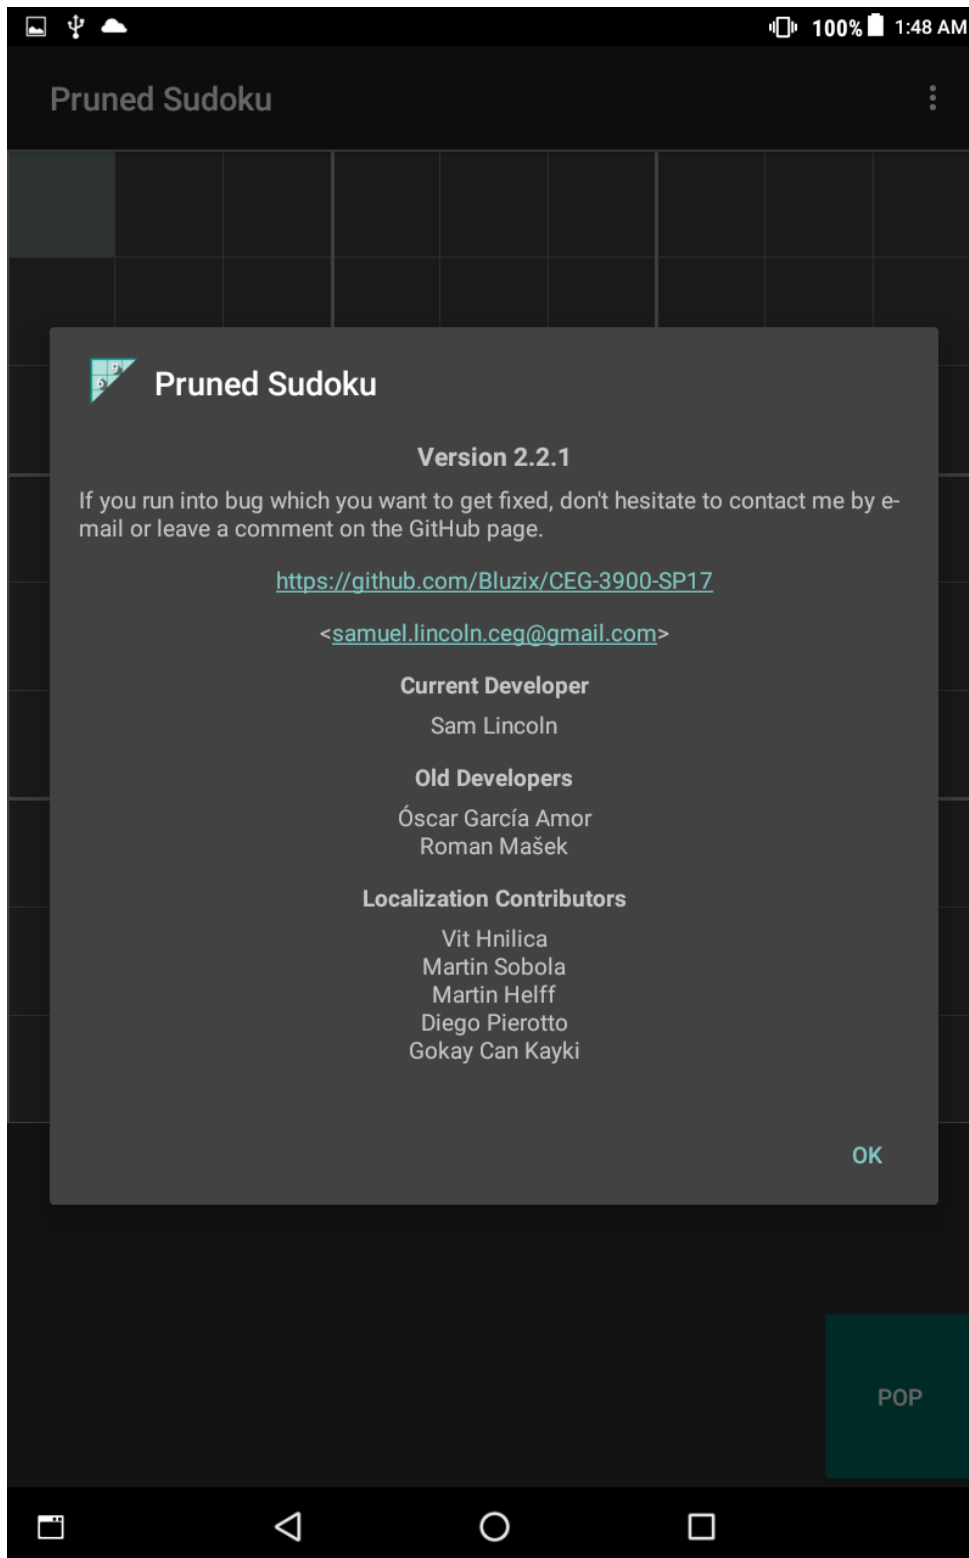 100% 1:48 AM
Pruned Sudoku
6 9
Pruned Sudoku
Version 2.2.1
If you run into bug which you want to get fixed, don't hesitate to contact me by e-
mail or leave a comment on the GitHub page.
https://github.com/Bluzix/CEG-3900-SP17
<samuel.lincoln.ceg@gmail.com>
Current Developer
Sam Lincoln
Old Developers
Óscar García Amor
Roman Mašek
Localization Contributors
Vit Hnilica
Martin Sobola
Martin Helff
Diego Pierotto
Gokay Can Kayki
OK
POP